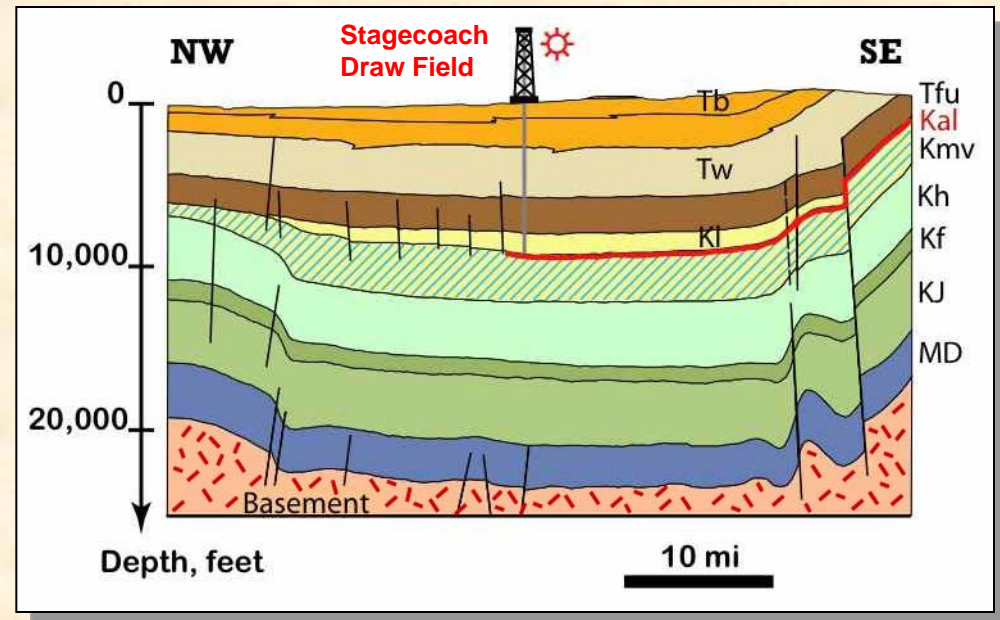 NW
Stagecoach
Draw Field
SE
0
Tb
Tfu
Kal
Kmv
Tw
Kh
Kl
Kf
10,000
KJ
MD
20,000
Basement
Depth, feet
10 mi